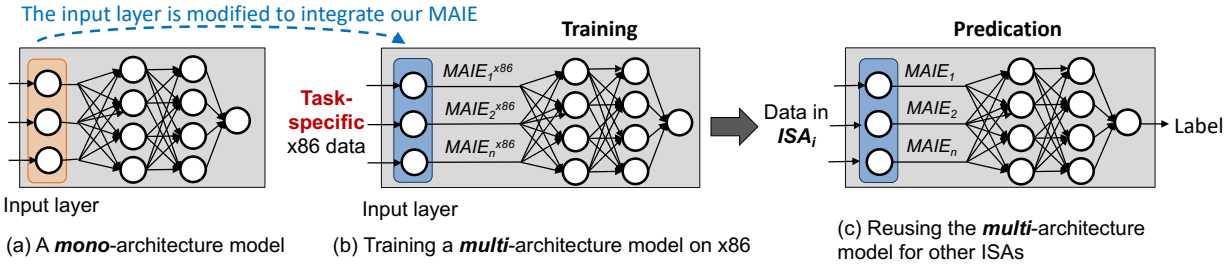 The input layer is modified to integrate our MAIE
Training
Predication
MAIE₁ˣ⁸⁶
MAIE₂ˣ⁸⁶
MAIEₙˣ⁸⁶
Task-
specific
x86 data
MAIE₁
MAIE₂
MAIEₙ
Data in
ISAᵢ
Label
Input layer
Input layer
(a) A mono-architecture model
(b) Training a multi-architecture model on x86
(c) Reusing the multi-architecture
model for other ISAs